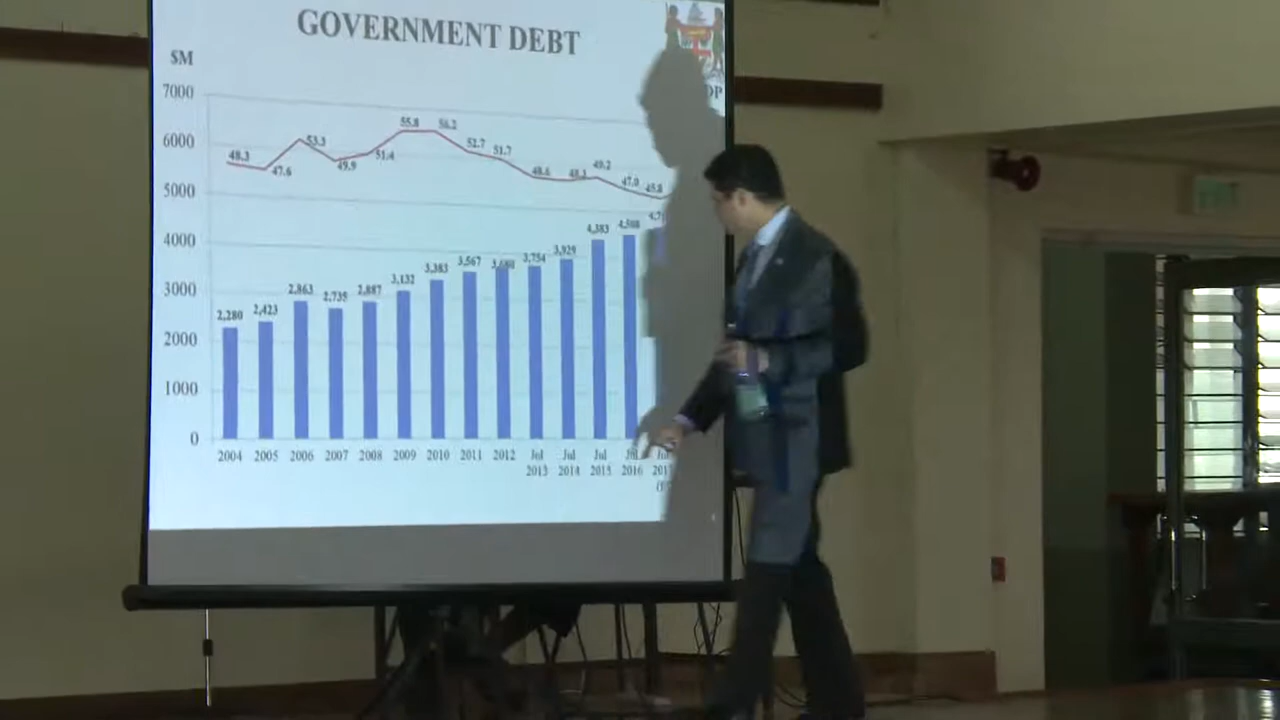 GOVERNMENT DEBT
$M
7000
6000
5000
4000
3000
2000
1000
0
48.3 47.6 53.3 49.9 51.4 55.8 56.2 52.7 51.7 48.6 48.3 49.2 47.0 45.8
2,280 2,423 2,863 2,735 2,887 3,132 3,383 3,567 3,754 3,929 4,383 4,508
2004 2005 2006 2007 2008 2009 2010 2011 2012 Jul Jul Jul Jul
2013 2014 2015 2016